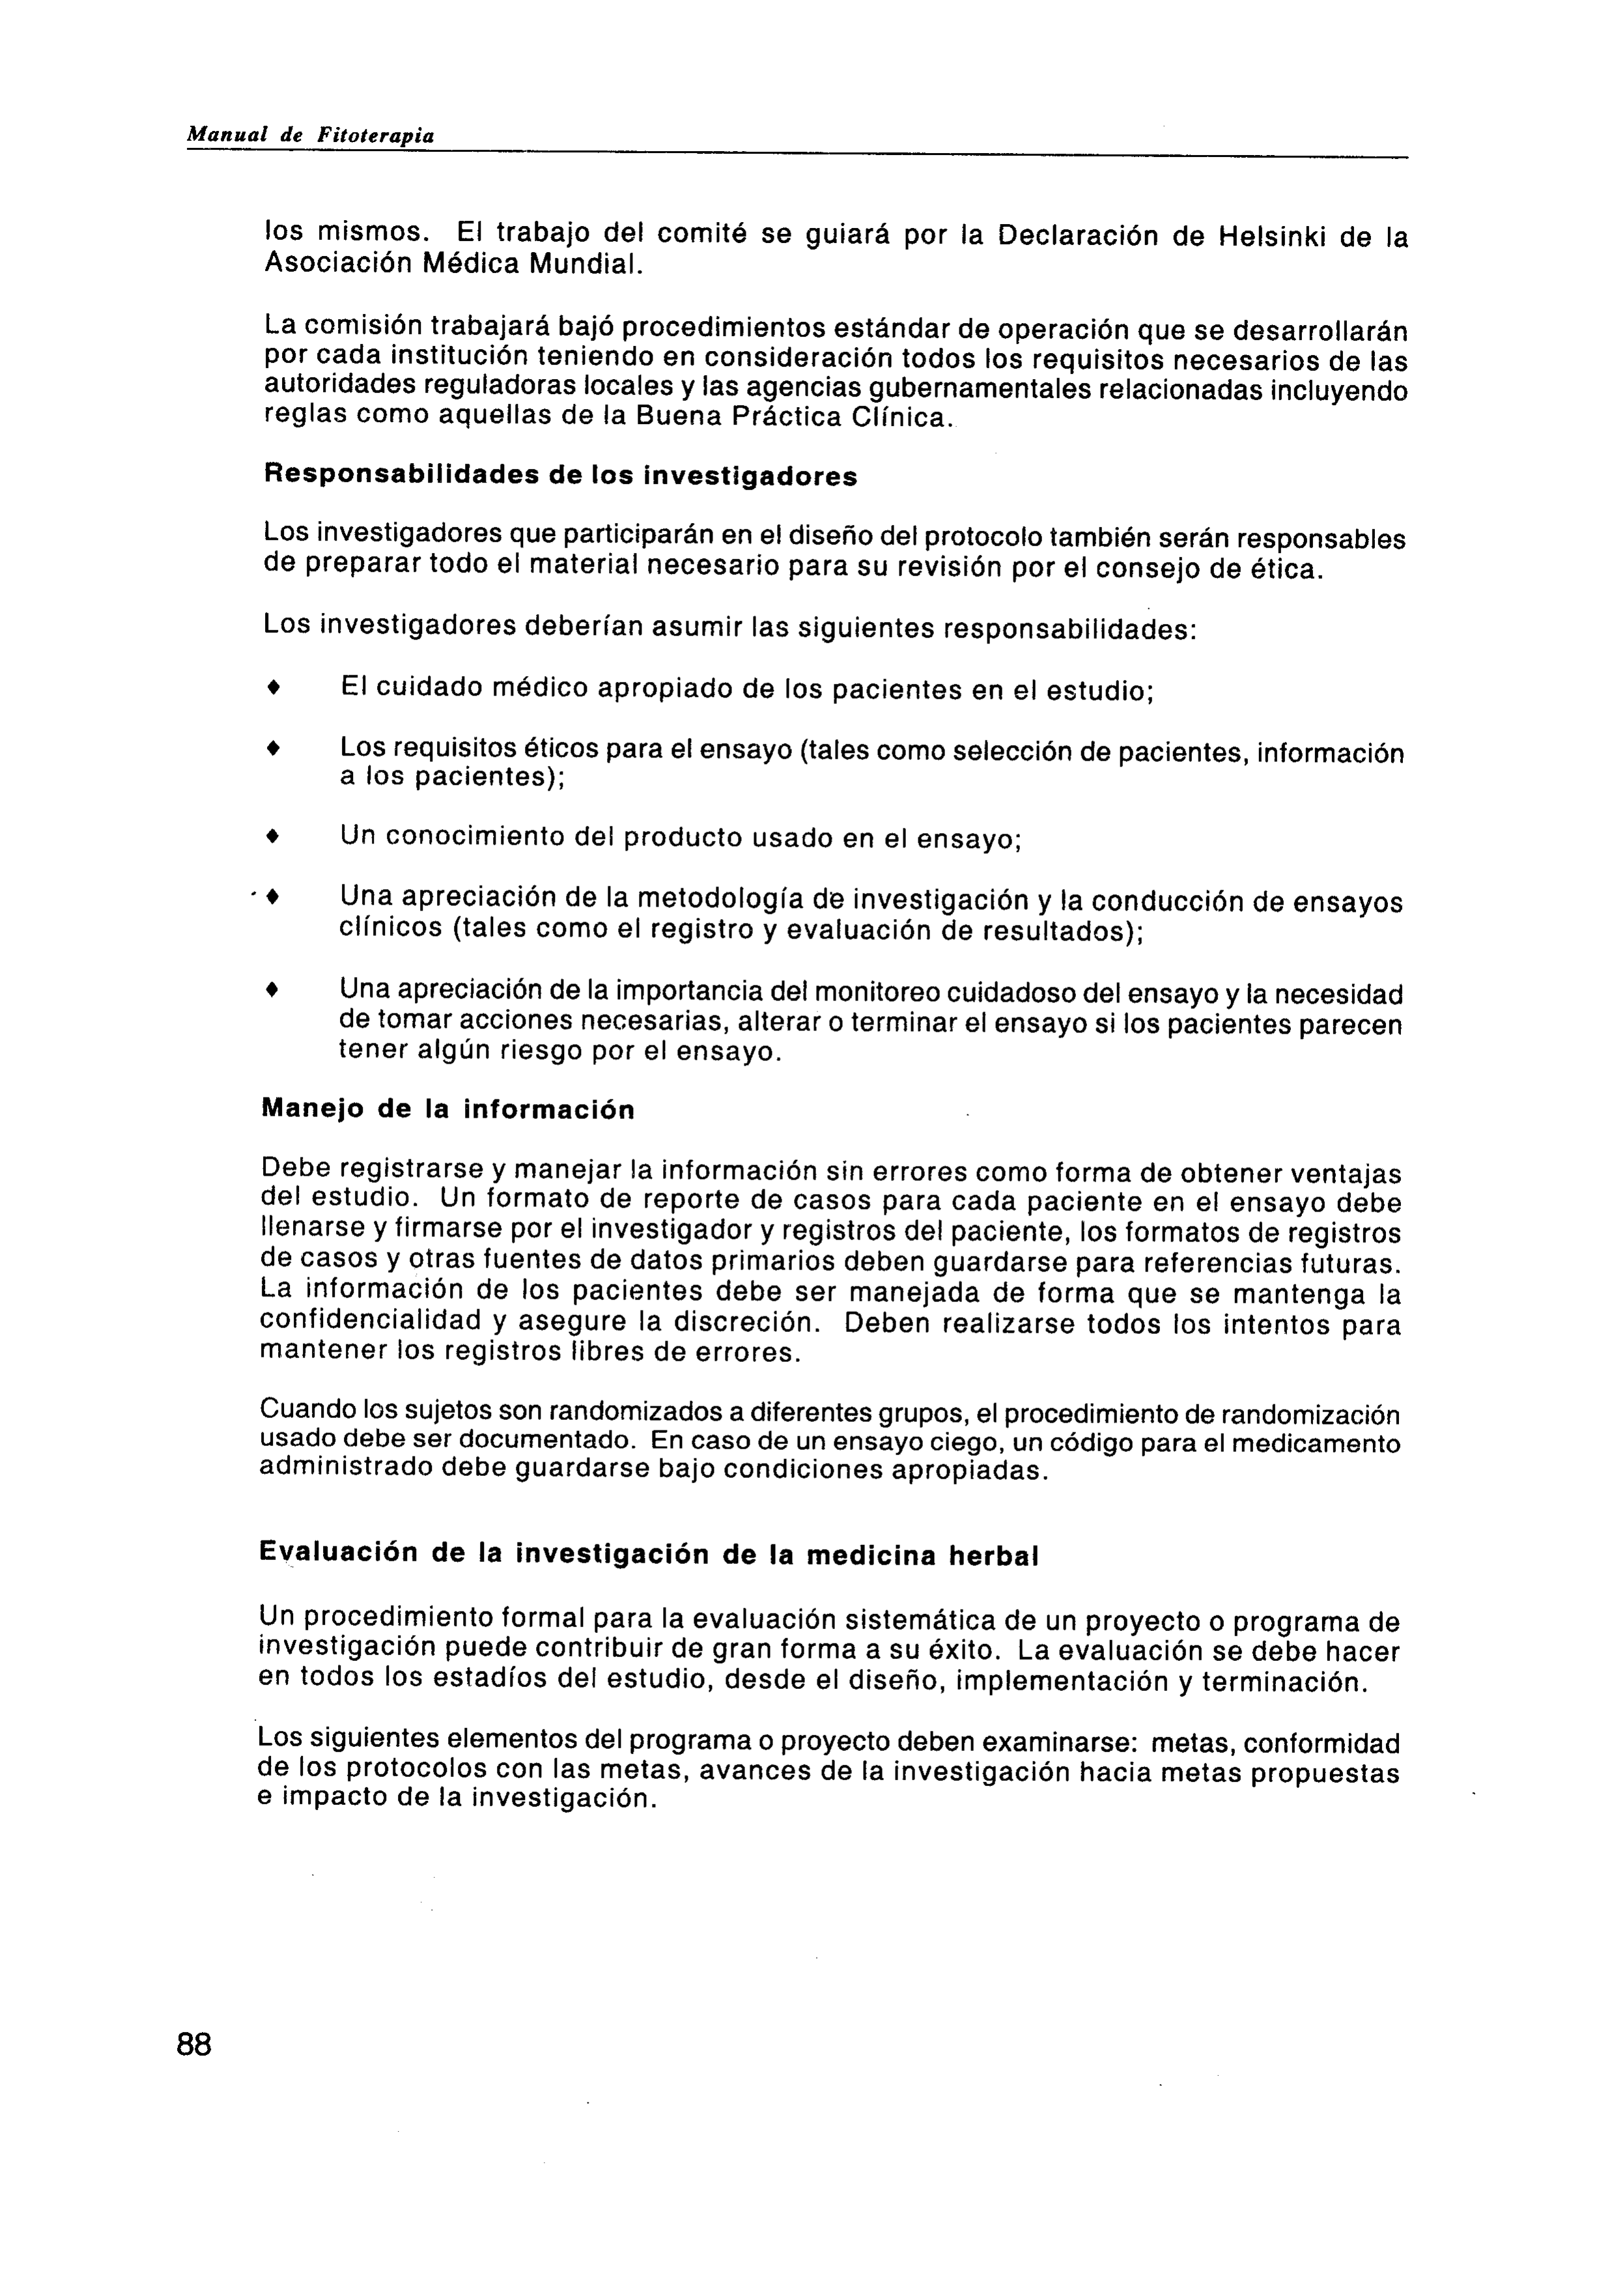 Manual de Fitoterapia
los mismos. El trabajo del comité se guiará por la Declaración de Helsinki de la
Asociación Médica Mundial.
La comisión trabajará bajó procedimientos estándar de operación que se desarrollarán
por cada institución teniendo en consideración todos los requisitos necesarios de las
autoridades reguladoras locales y las agencias gubernamentales relacionadas incluyendo
reglas como aquellas de la Buena Práctica Clínica.
Responsabilidades de los investigadores
Los investigadores que participarán en el diseño del protocolo también serán responsables
de preparar todo el material necesario para su revisión por el consejo de ética.
Los investigadores deberían asumir las siguientes responsabilidades:
♦ El cuidado médico apropiado de los pacientes en el estudio;
♦ Los requisitos éticos para el ensayo (tales como selección de pacientes, información
a los pacientes);
♦ Un conocimiento del producto usado en el ensayo;
♦ Una apreciación de la metodología de investigación y la conducción de ensayos
clínicos (tales como el registro y evaluación de resultados);
♦ Una apreciación de la importancia del monitoreo cuidadoso del ensayo y la necesidad
de tomar acciones necesarias, alterar o terminar el ensayo si los pacientes parecen
tener algún riesgo por el ensayo.
Manejo de la información
Debe registrarse y manejar la información sin errores como forma de obtener ventajas
del estudio. Un formato de reporte de casos para cada paciente en el ensayo debe
llenarse y firmarse por el investigador y registros del paciente, los formatos de registros
de casos y otras fuentes de datos primarios deben guardarse para referencias futuras.
La información de los pacientes debe ser manejada de forma que se mantenga la
confidencialidad y asegure la discreción. Deben realizarse todos los intentos para
mantener los registros libres de errores.
Cuando los sujetos son randomizados a diferentes grupos, el procedimiento de randomización
usado debe ser documentado. En caso de un ensayo ciego, un código para el medicamento
administrado debe guardarse bajo condiciones apropiadas.
Evaluación de la investigación de la medicina herbal
Un procedimiento formal para la evaluación sistemática de un proyecto o programa de
investigación puede contribuir de gran forma a su éxito. La evaluación se debe hacer
en todos los estadíos del estudio, desde el diseño, implementación y terminación.
Los siguientes elementos del programa o proyecto deben examinarse: metas, conformidad
de los protocolos con las metas, avances de la investigación hacia metas propuestas
e impacto de la investigación.
88